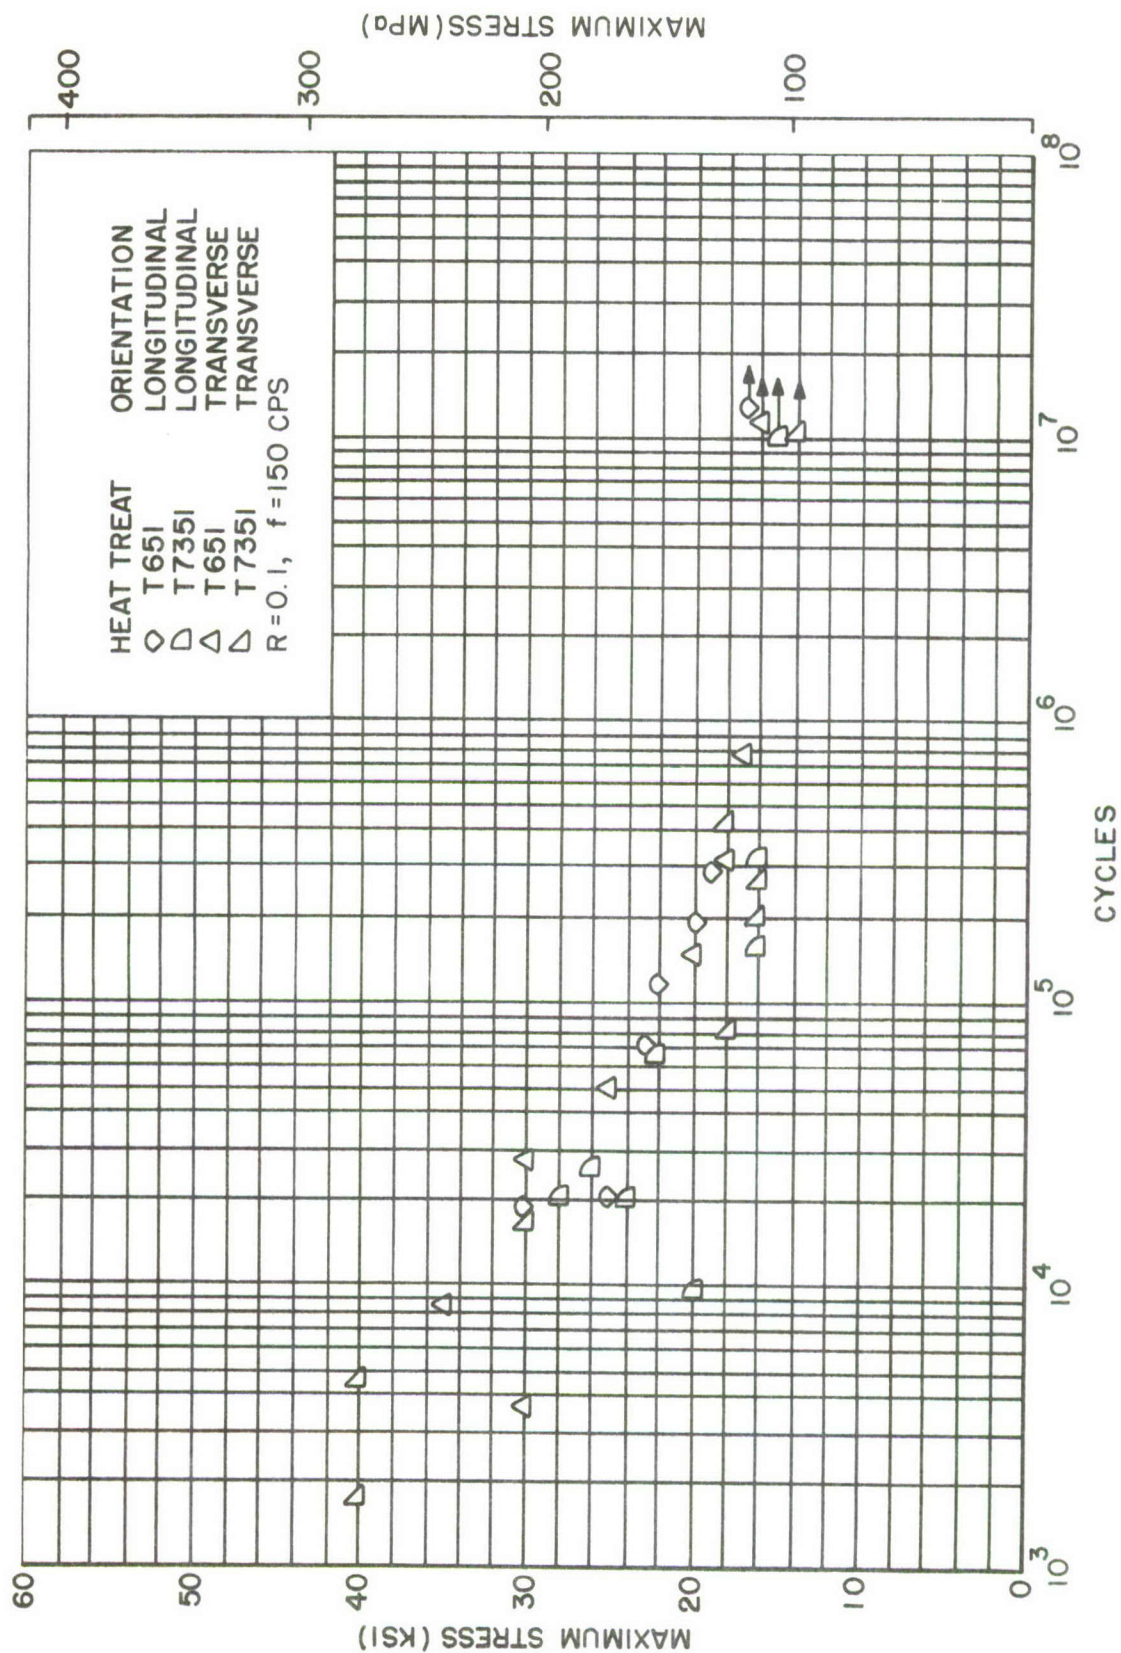 MAXIMUM STRESS (KSI)
60
50
40
30
20
10
0
HEAT TREAT ORIENTATION
T651 LONGITUDINAL
T7351 LONGITUDINAL
T651 TRANSVERSE
T7351 TRANSVERSE
R=0.1, f=150 CPS
10³
10⁴
10⁵
10⁶
10⁷
10⁸
CYCLES
400
300
200
100
MAXIMUM STRESS (MPa)